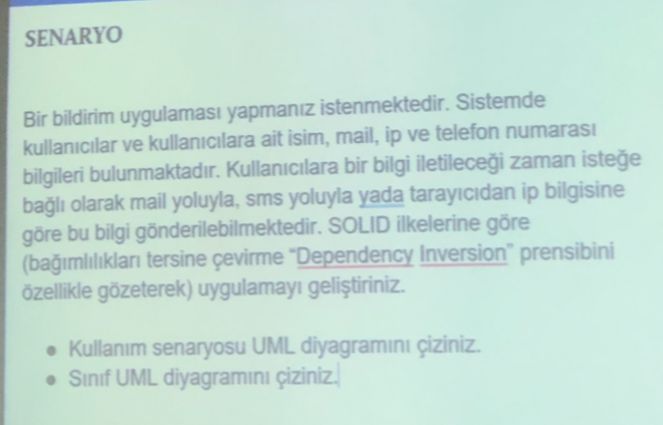 SENARYO
Bir bildirim uygulaması yapmanız istenmektedir. Sistemde
kullanıcılar ve kullanıcılara ait isim, mail, ip ve telefon numarası
bilgileri bulunmaktadır. Kullanıcılara bir bilgi iletileceği zaman isteğe
bağlı olarak mail yoluyla, sms yoluyla yada tarayıcıdan ip bilgisine
göre bu bilgi gönderilebilmektedir. SOLID ilkelerine göre
(bağımlılıkları tersine çevirme “Dependency Inversion” prensibini
özellikle gözeterek) uygulamayı geliştiriniz.
• Kullanım senaryosu UML diyagramını çiziniz.
• Sınıf UML diyagramını çiziniz.